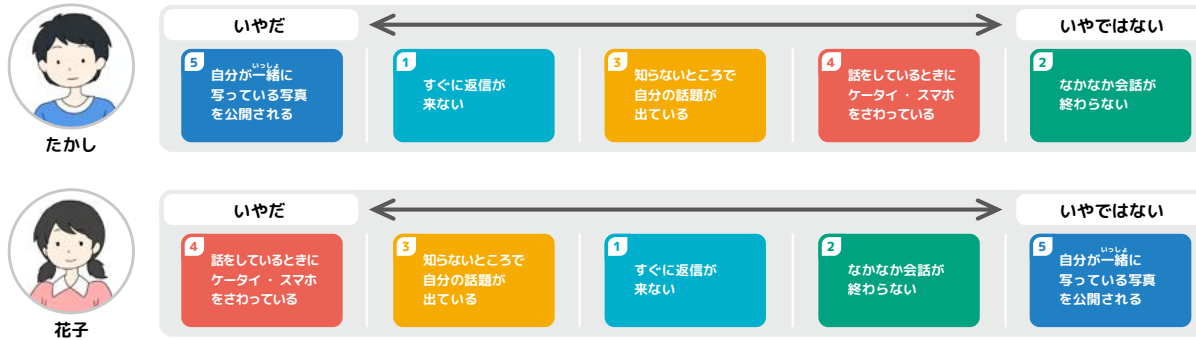 いやだ
いやではない
5
自分が一緒に
いっしょ
写っている写真
を公開される
1
すぐに返信が
来ない
3
知らないところで
自分の話題が
出ている
4
話をしているときに
ケータイ・スマホ
をさわっている
2
なかなか会話が
終わらない
たかし
いやだ
いやではない
4
話をしているときに
ケータイ・スマホ
をさわっている
3
知らないところで
自分の話題が
出ている
1
すぐに返信が
来ない
2
なかなか会話が
終わらない
5
自分が一緒に
いっしょ
写っている写真
を公開される
花子